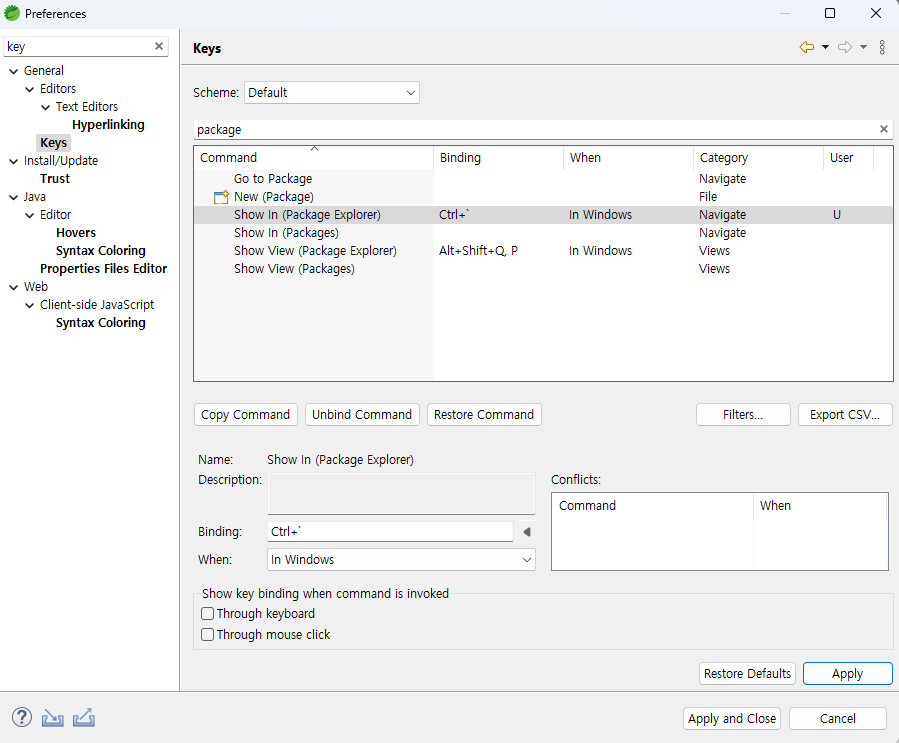 Preferences
key
General
Editors
Text Editors
Hyperlinking
Keys
Install/Update
Trust
Java
Editor
Hovers
Syntax Coloring
Properties Files Editor
Web
Client-side JavaScript
Syntax Coloring
Keys
Scheme: Default
package
Command Binding When Category User
Go to Package Navigate
New (Package) File
Show In (Package Explorer) Ctrl+` In Windows Navigate U
Show In (Packages) Navigate
Show View (Package Explorer) Alt+Shift+Q, P In Windows Views
Show View (Packages) Views
Copy Command Unbind Command Restore Command Filters... Export CSV...
Name: Show In (Package Explorer)
Description:
Binding: Ctrl+`
When: In Windows
Conflicts:
Command When
Show key binding when command is invoked
Through keyboard
Through mouse click
Restore Defaults Apply
? Apply and Close Cancel